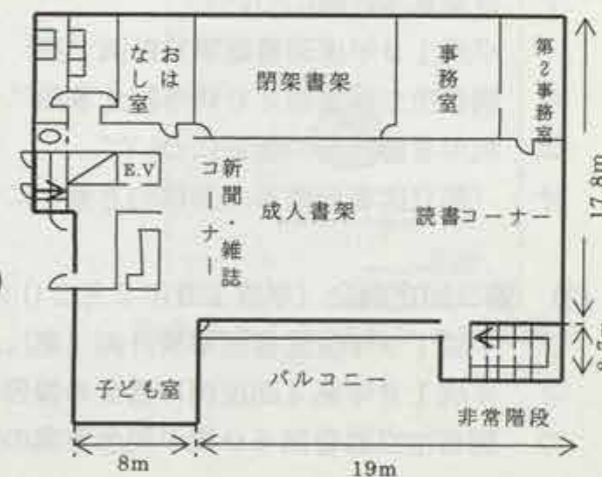 おはなし室
閉架書架
事務室
第2事務室
E.V
新聞・雑誌コーナー
成人書架
読書コーナー
17.8m
子ども室
バルコニー
非常階段
8m
19m